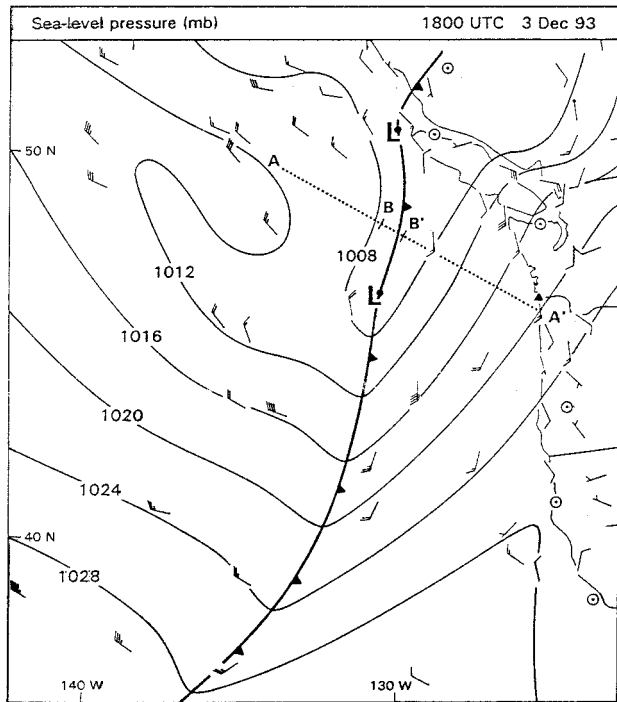 Sea-level pressure (mb) 1800 UTC 3 Dec 93
L
50 N
A
B
B'
1008
1012
L
A'
1016
1020
1024
40 N
1028
140 W 130 W